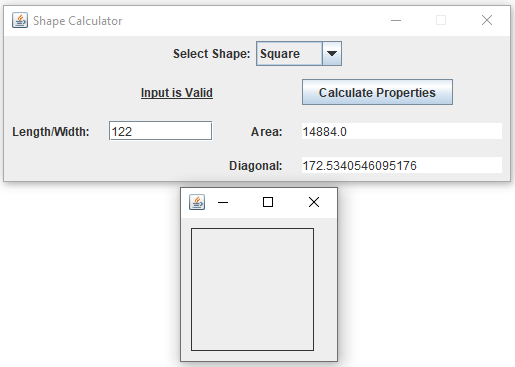 Shape Calculator
Select Shape: Square
Input is Valid Calculate Properties
Length/Width: 122 Area: 14884.0
Diagonal: 172.5340546095176